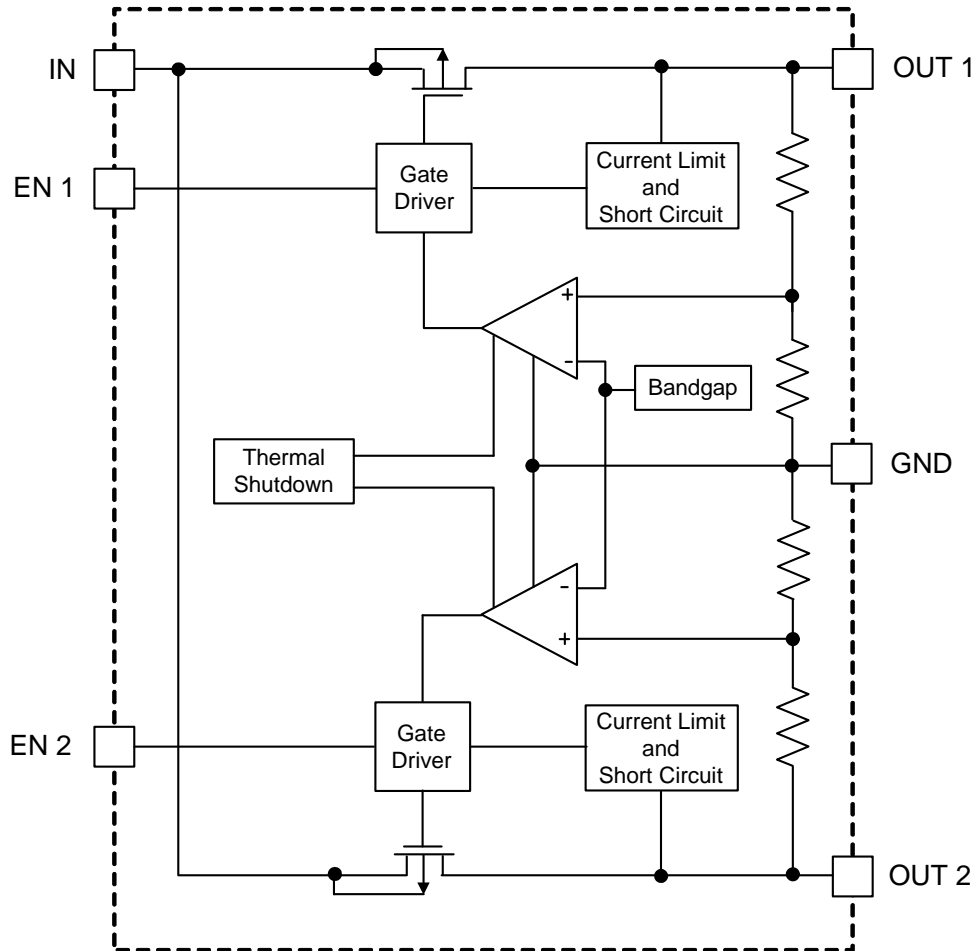 IN
OUT 1
EN 1
Gate
Driver
Current Limit
and
Short Circuit
+
-
Bandgap
Thermal
Shutdown
GND
-
+
EN 2
Gate
Driver
Current Limit
and
Short Circuit
OUT 2